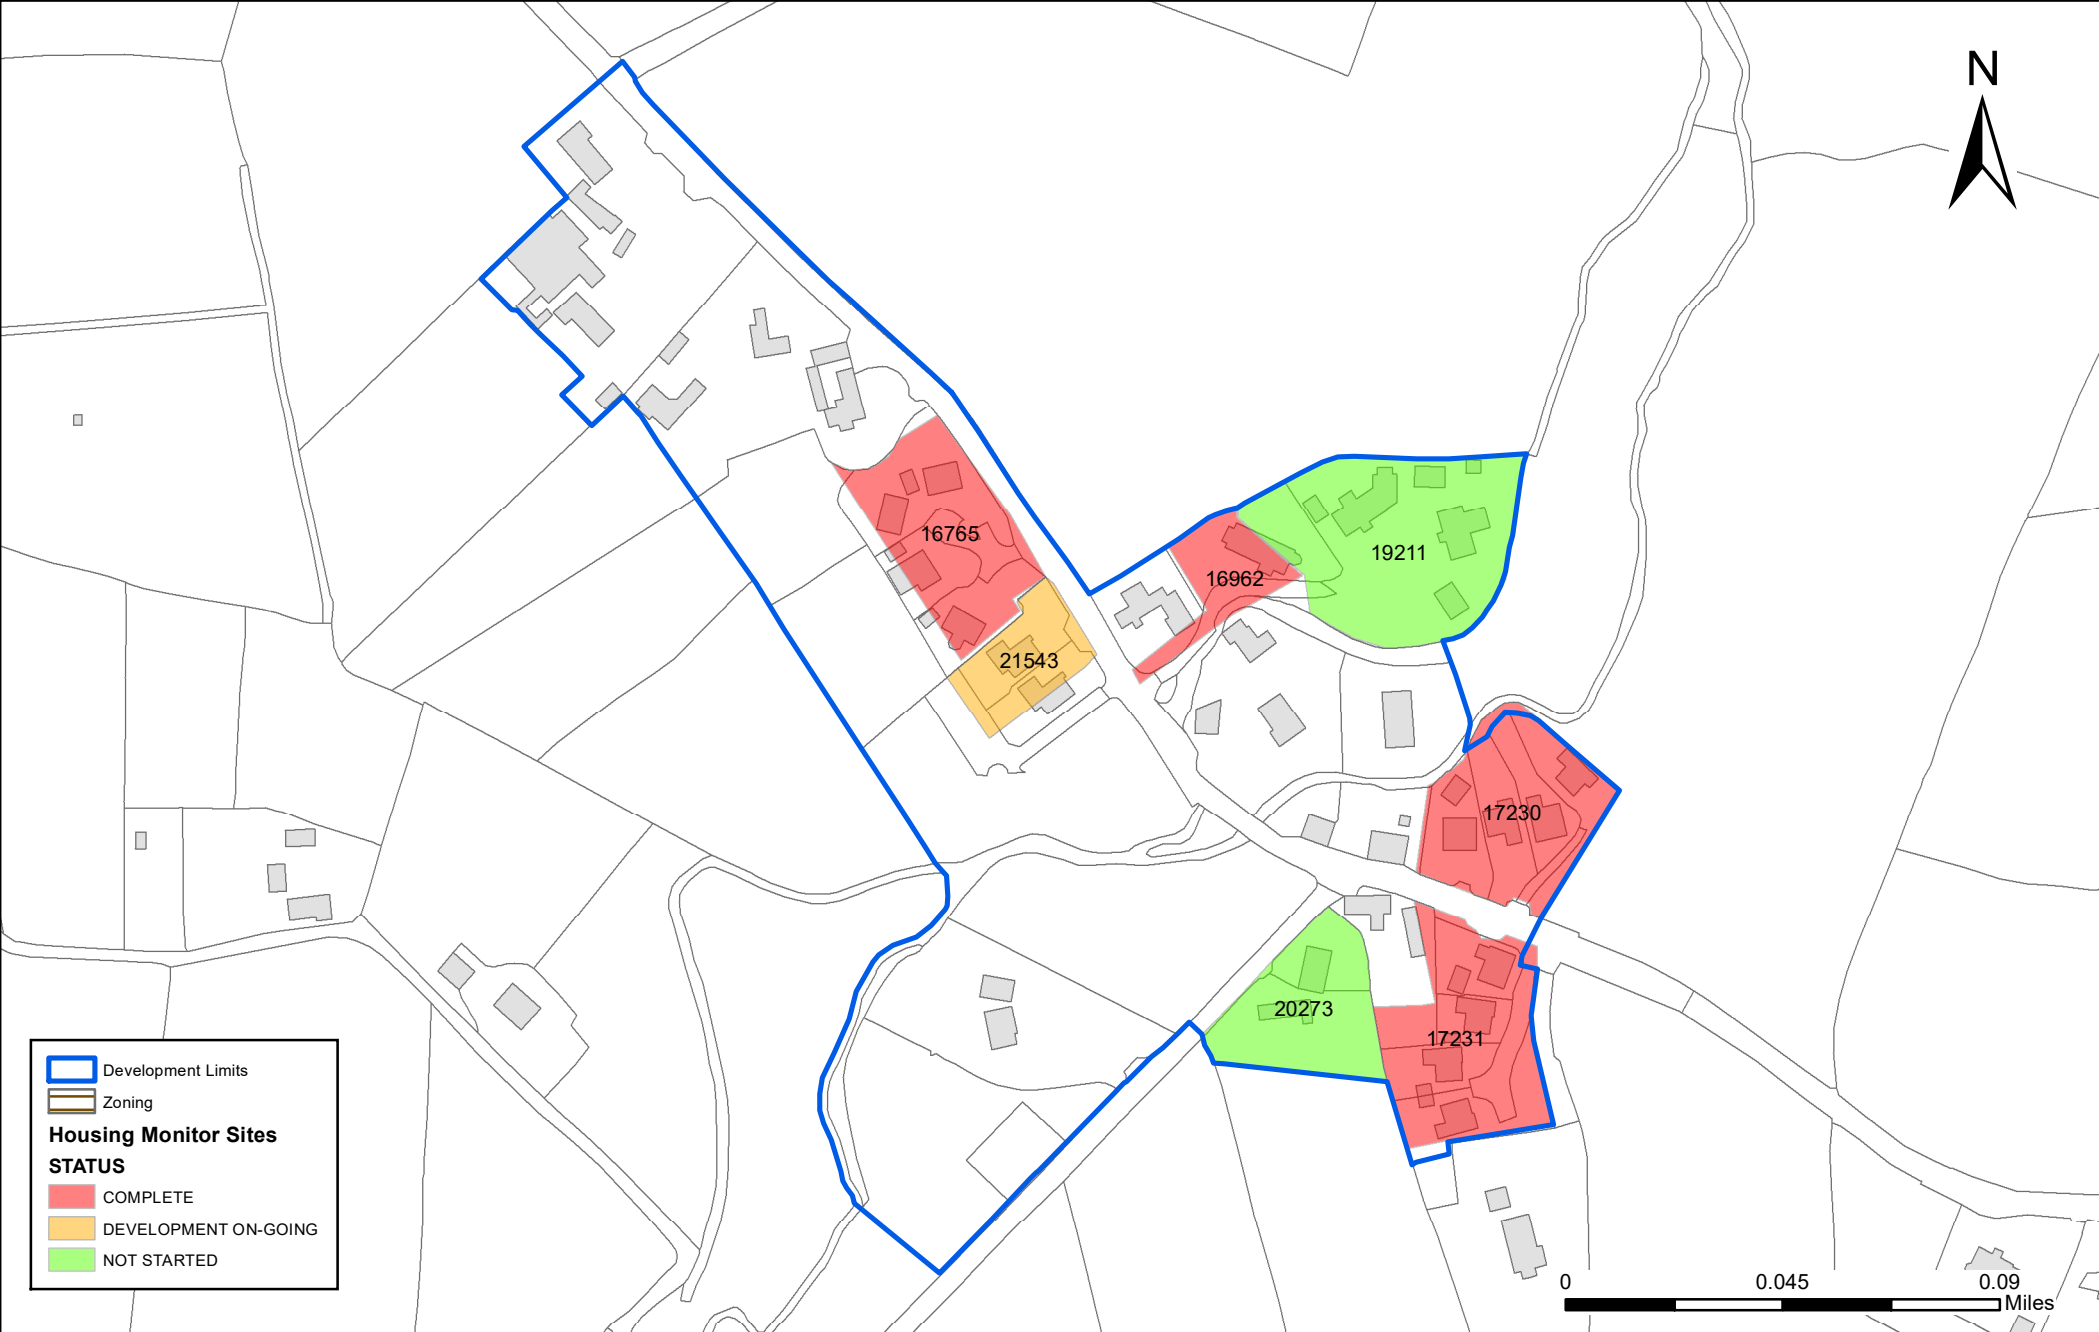 N
16765
19211
16962
21543
17230
20273
17231
Development Limits
Zoning
Housing Monitor Sites
STATUS
COMPLETE
DEVELOPMENT ON-GOING
NOT STARTED
0 0.045 0.09
Miles